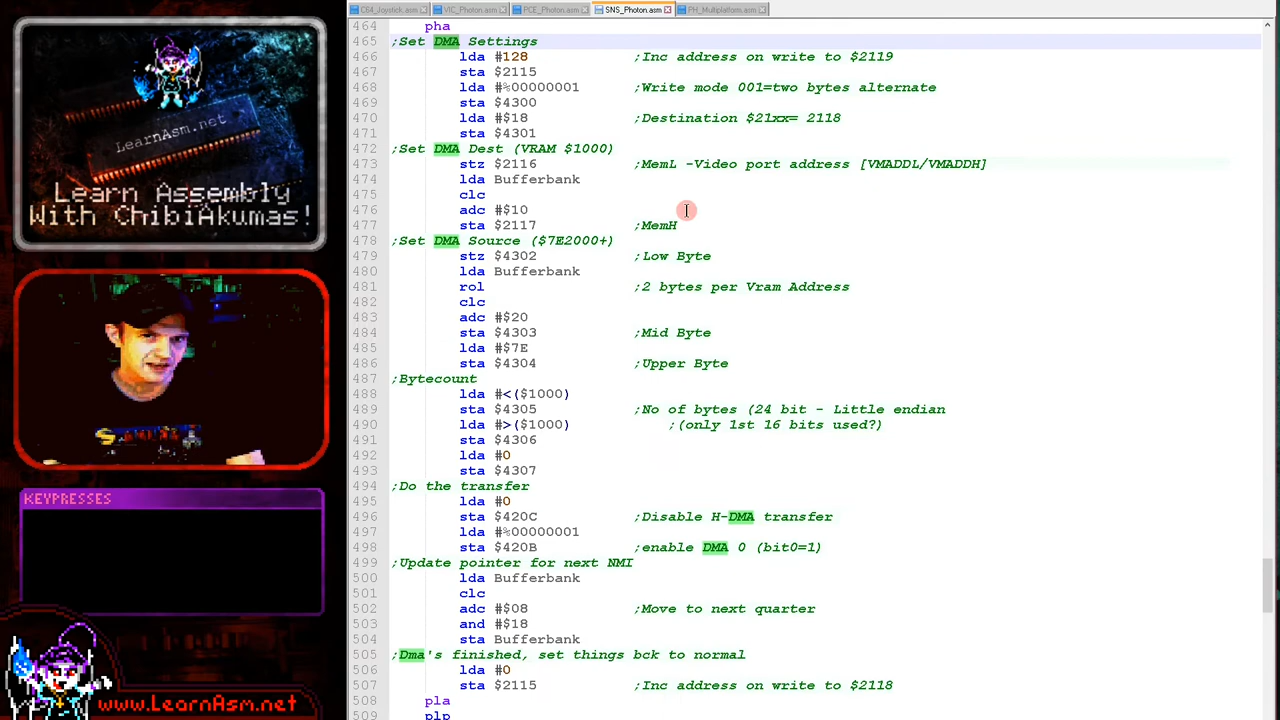 C64_Joystick.asm
VIC_Photon.asm
PCE_Photon.asm
SNS_Photon.asm
PH_Multiplatform.asm
LearnAsm.net
Learn Assembly
With ChibiAkumas!
KEYPRESSES
www.LearnAsm.net
464 pha
465 ;Set DMA Settings
466 lda #128 ;Inc address on write to $2119
467 sta $2115
468 lda #%00000001 ;Write mode 001=two bytes alternate
469 sta $4300
470 lda #$18 ;Destination $21xx= 2118
471 sta $4301
472 ;Set DMA Dest (VRAM $1000)
473 stz $2116 ;MemL -Video port address [VMADDL/VMADDH]
474 lda Bufferbank
475 clc
476 adc #$10
477 sta $2117 ;MemH
478 ;Set DMA Source ($7E2000+)
479 stz $4302 ;Low Byte
480 lda Bufferbank
481 rol ;2 bytes per Vram Address
482 clc
483 adc #$20
484 sta $4303 ;Mid Byte
485 lda #$7E
486 sta $4304 ;Upper Byte
487 ;Bytecount
488 lda #<($1000)
489 sta $4305 ;No of bytes (24 bit - Little endian
490 lda #>($1000) ;(only 1st 16 bits used?)
491 sta $4306
492 lda #0
493 sta $4307
494 ;Do the transfer
495 lda #0
496 sta $420C ;Disable H-DMA transfer
497 lda #%00000001
498 sta $420B ;enable DMA 0 (bit0=1)
499 ;Update pointer for next NMI
500 lda Bufferbank
501 clc
502 adc #$08 ;Move to next quarter
503 and #$18
504 sta Bufferbank
505 ;Dma's finished, set things bck to normal
506 lda #0
507 sta $2115 ;Inc address on write to $2118
508 pla
509 plp